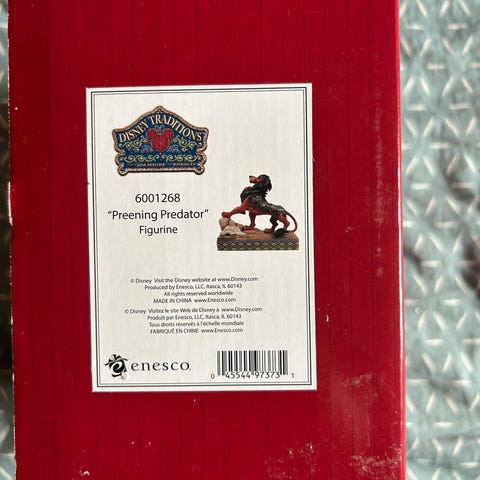 DISNEY TRADITIONS
JIM SHORE
ENESCO
6001268
"Preening Predator"
Figurine
© Disney Visit the Disney website at www.Disney.com
Produced by Enesco, LLC, Itasca, IL 60143
All rights reserved worldwide
MADE IN CHINA www.Enesco.com
© Disney Visitez le site Web de Disney à www.Disney.com
Produit par Enesco, LLC, Itasca, IL 60143
Tous droits réservés à l'échelle mondiale
FABRIQUÉ EN CHINE www.Enesco.com
enesco.
0 45544 97373 1